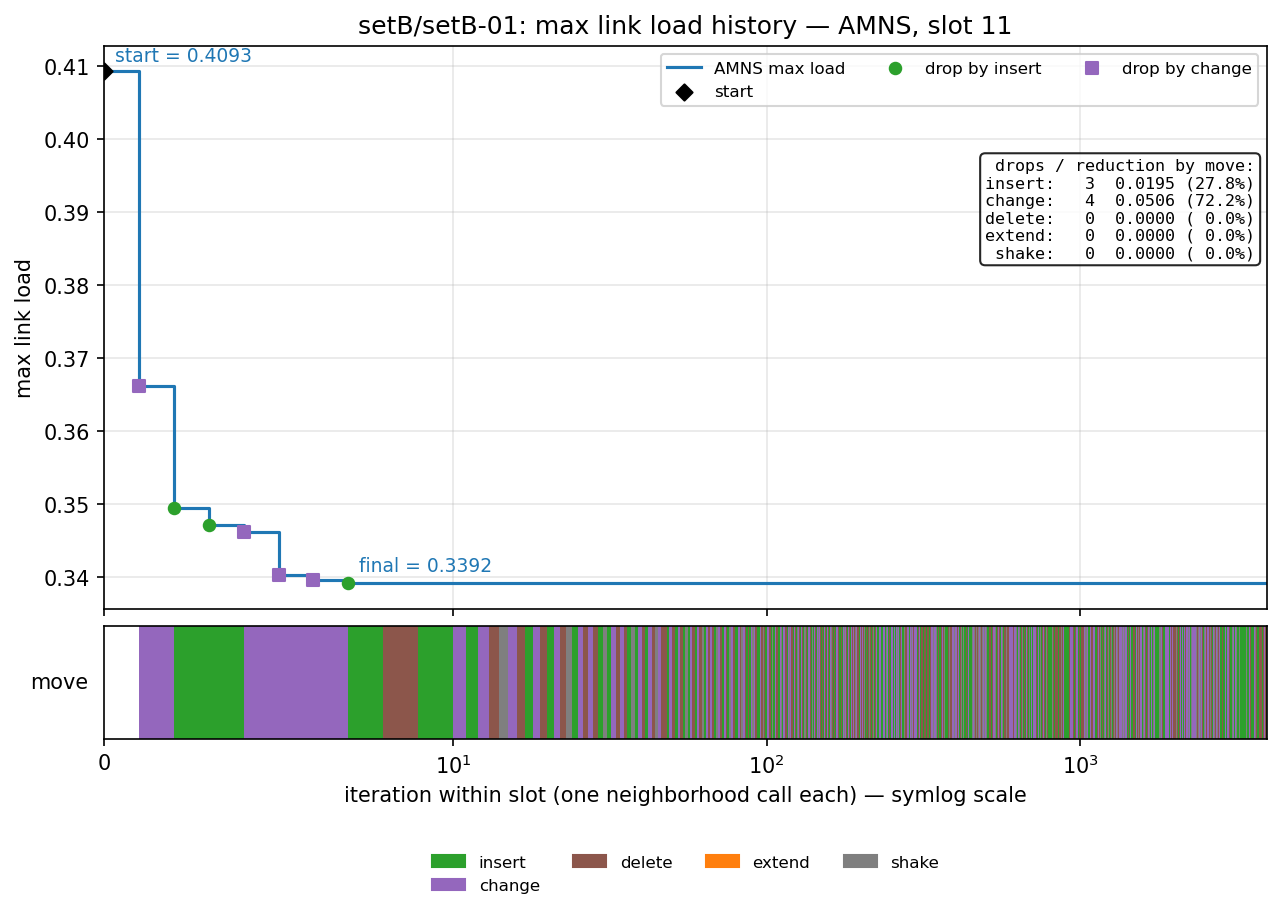 setB/setB-01: max link load history — AMNS, slot 11
start = 0.4093
AMNS max load
drop by insert
drop by change
start
drops / reduction by move:
insert: 3 0.0195 (27.8%)
change: 4 0.0506 (72.2%)
delete: 0 0.0000 ( 0.0%)
extend: 0 0.0000 ( 0.0%)
shake: 0 0.0000 ( 0.0%)
0.41
0.40
0.39
0.38
0.37
0.36
0.35
0.34
max link load
final = 0.3392
move
0
10¹
10²
10³
iteration within slot (one neighborhood call each) — symlog scale
insert
delete
extend
shake
change